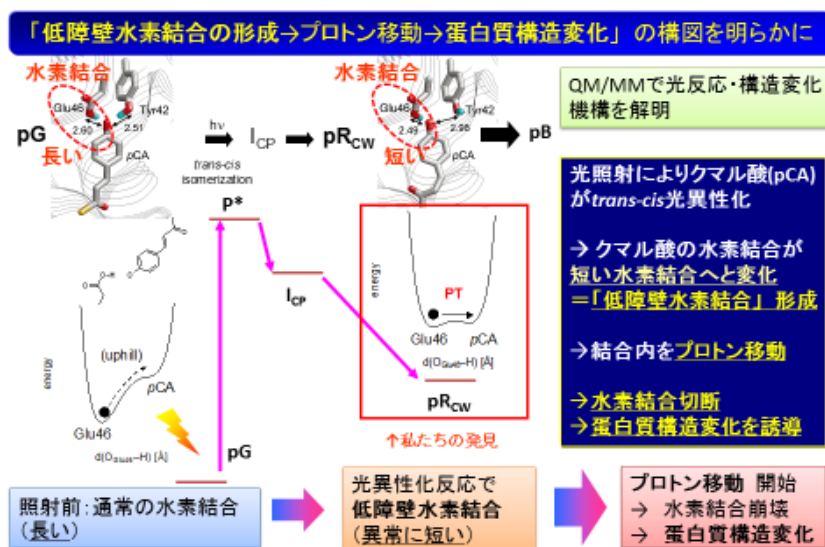 「低障壁水素結合の形成→プロトン移動→蛋白質構造変化」の構図を明らかに
水素結合
Glu46
Tyr42
2.60
2.51
pG
長い
pCA
hν
I_CP
trans-cis
isomerization
水素結合
Glu46
Tyr42
2.49
2.98
pR_CW
短い
pCA
pB
QM/MMで光反応・構造変化
機構を解明
光照射によりクマル酸(pCA)
がtrans-cis光異性化
→ クマル酸の水素結合が
短い水素結合へと変化
=「低障壁水素結合」形成
→結合内をプロトン移動
→水素結合切断
→蛋白質構造変化を誘導
P*
I_CP
energy
(uphill)
pCA
Glu46
d(O_Glu46–H) [Å]
pG
energy
PT
Glu46
pCA
d(O_Glu46–H) [Å]
pR_CW
↑私たちの発見
照射前:通常の水素結合
(長い)
光異性化反応で
低障壁水素結合
(異常に短い)
プロトン移動 開始
→ 水素結合崩壊
→ 蛋白質構造変化